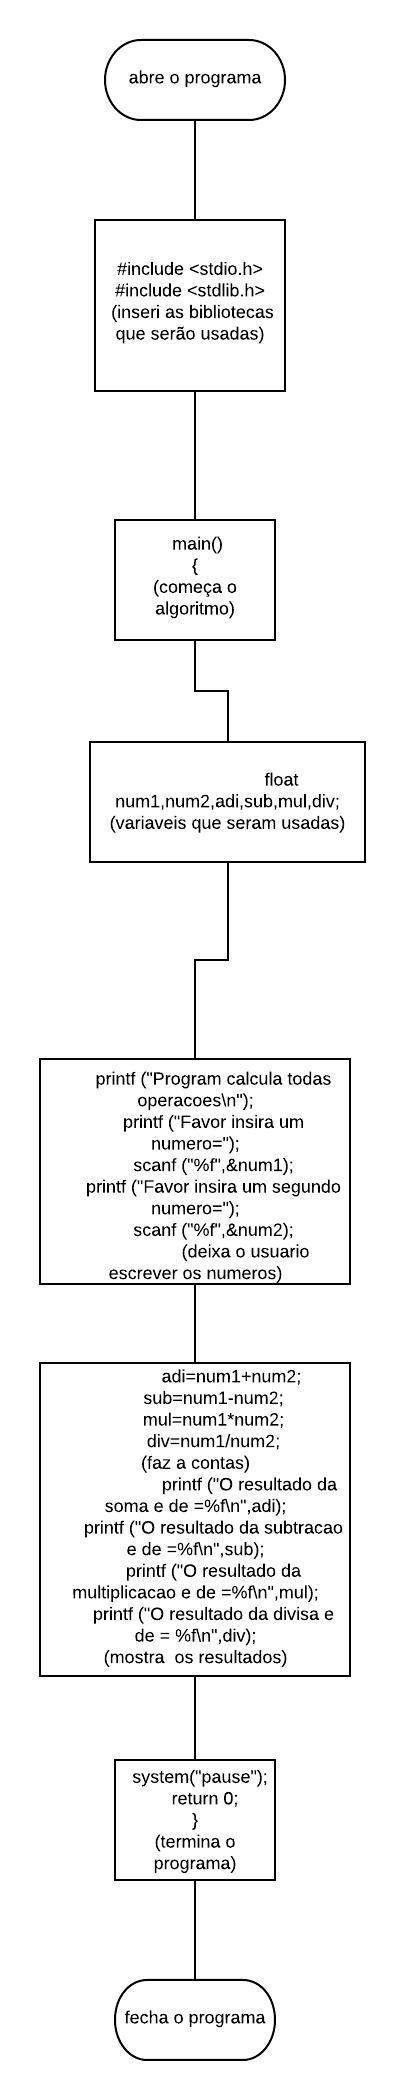 abre o programa
#include <stdio.h>
#include <stdlib.h>
(inseri as bibliotecas
que serão usadas)
main()
{
(começa o
algoritmo)
float
num1,num2,adi,sub,mul,div;
(variaveis que seram usadas)
printf ("Program calcula todas
operacoes\n");
printf ("Favor insira um
numero=");
scanf ("%f",&num1);
printf ("Favor insira um segundo
numero=");
scanf ("%f",&num2);
(deixa o usuario
escrever os numeros)
adi=num1+num2;
sub=num1-num2;
mul=num1*num2;
div=num1/num2;
(faz a contas)
printf ("O resultado da
soma e de =%f\n",adi);
printf ("O resultado da subtracao
e de =%f\n",sub);
printf ("O resultado da
multiplicacao e de =%f\n",mul);
printf ("O resultado da divisa e
de = %f\n",div);
(mostra  os resultados)
system("pause");
return 0;
}
(termina o
programa)
fecha o programa